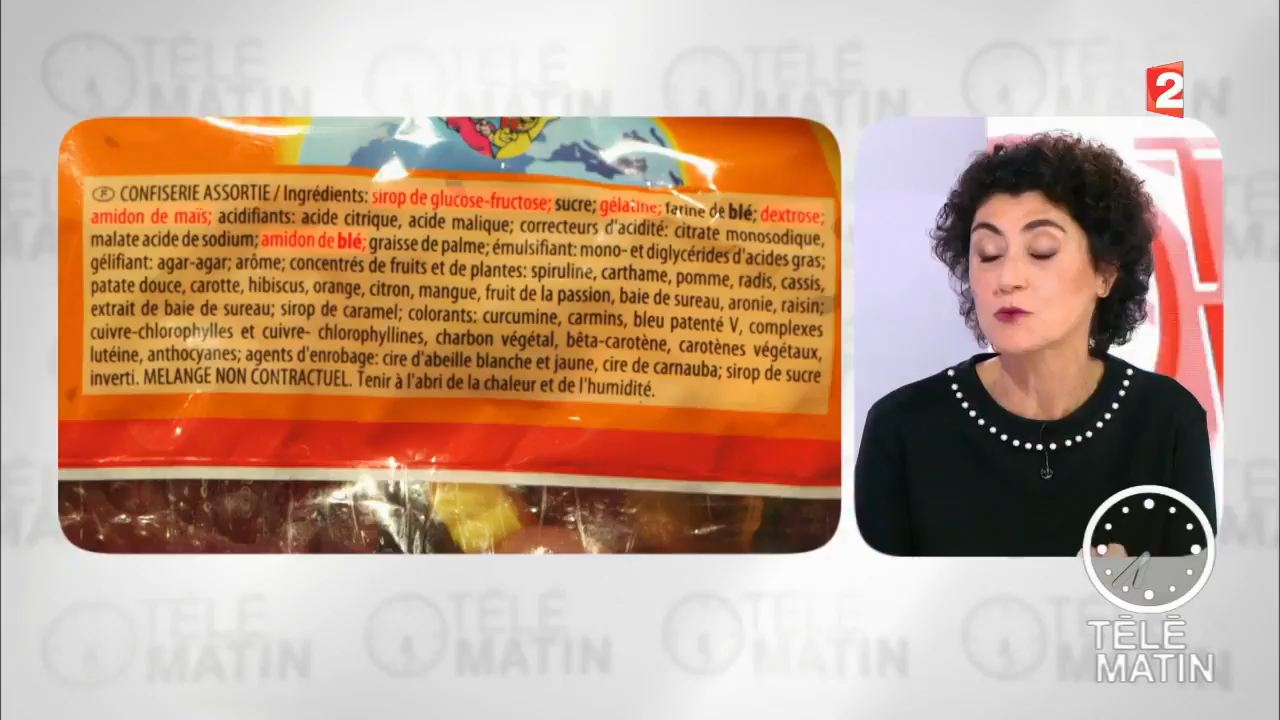 2
Ⓕ CONFISERIE ASSORTIE / Ingrédients: sirop de glucose-fructose; sucre; gélatine; farine de blé; dextrose;
amidon de maïs; acidifiants: acide citrique, acide malique; correcteurs d'acidité: citrate monosodique,
malate acide de sodium; amidon de blé; graisse de palme; émulsifiant: mono- et diglycérides d'acides gras;
gélifiant: agar-agar; arôme; concentrés de fruits et de plantes: spiruline, carthame, pomme, radis, cassis,
patate douce, carotte, hibiscus, orange, citron, mangue, fruit de la passion, baie de sureau, aronie, raisin;
extrait de baie de sureau; sirop de caramel; colorants: curcumine, carmins, bleu patenté V, complexes
cuivre-chlorophylles et cuivre- chlorophyllines, charbon végétal, bêta-carotène, carotènes végétaux,
lutéine, anthocyanes; agents d'enrobage: cire d'abeille blanche et jaune, cire de carnauba; sirop de sucre
inverti. MELANGE NON CONTRACTUEL. Tenir à l'abri de la chaleur et de l'humidité.
TÉLÉ
MATIN